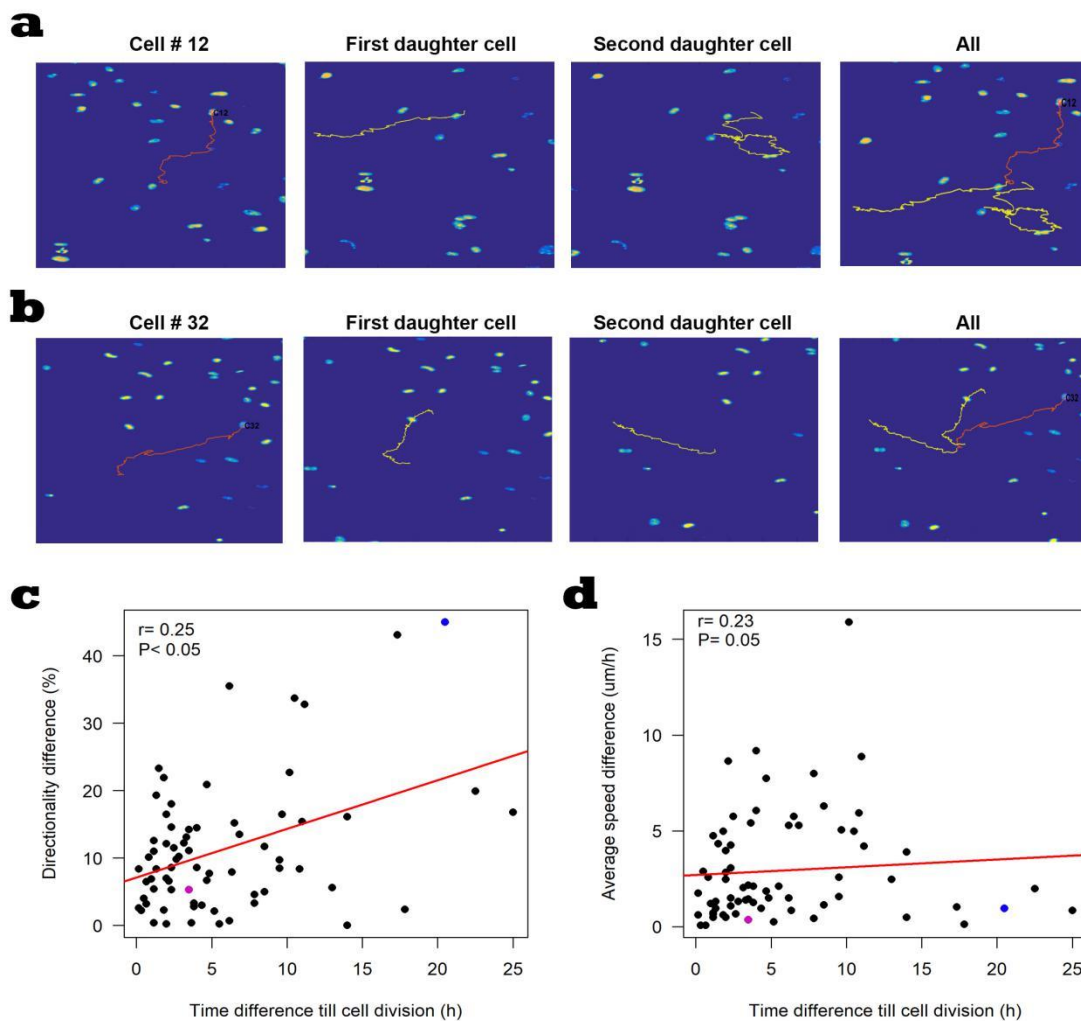 a
Cell # 12
First daughter cell
Second daughter cell
All
C12
C12
b
Cell # 32
First daughter cell
Second daughter cell
All
C32
C32
c
r= 0.25
P< 0.05
Directionality difference (%)
40
30
20
10
0
0 5 10 15 20 25
Time difference till cell division (h)
d
r= 0.23
P= 0.05
Average speed difference (um/h)
15
10
5
0
0 5 10 15 20 25
Time difference till cell division (h)